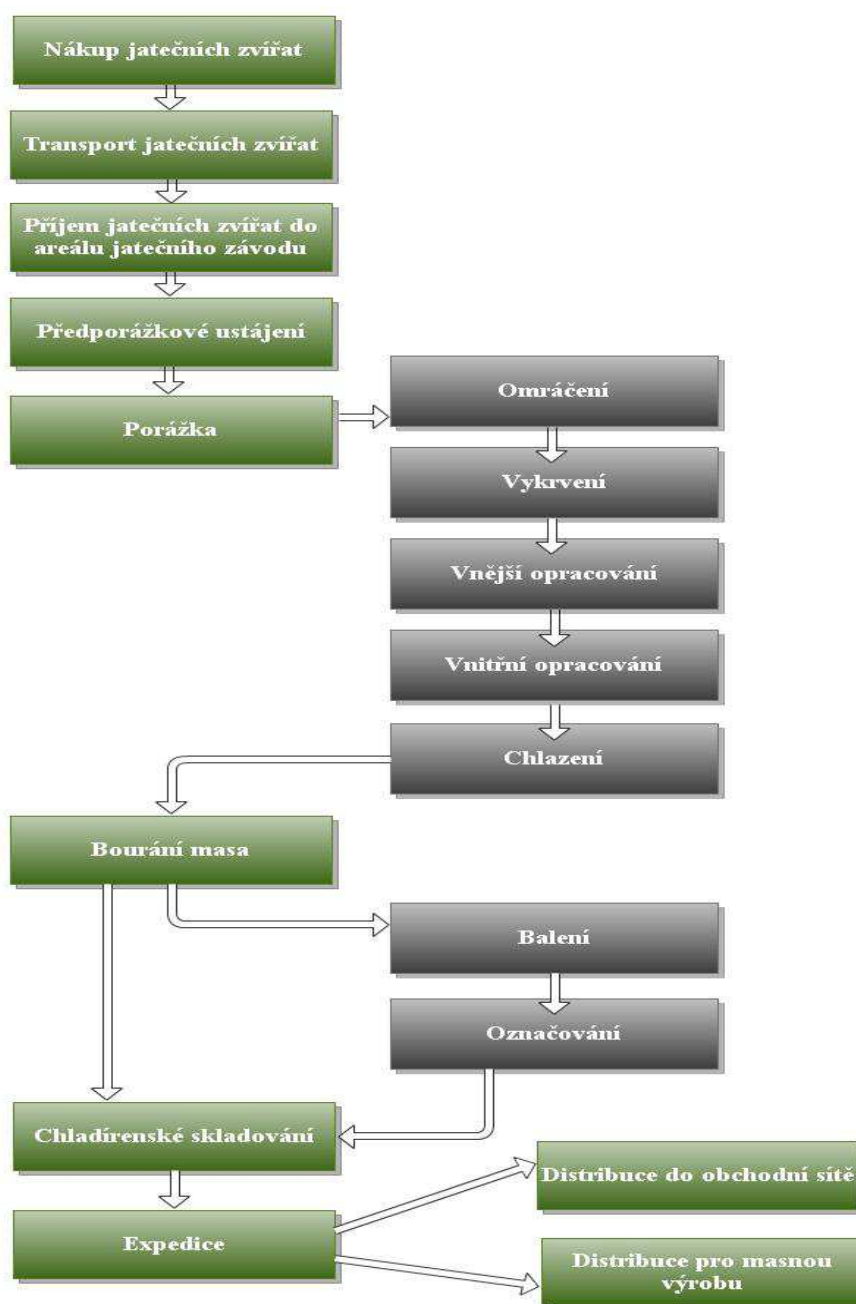 Nákup jatečních zvířat
Transport jatečních zvířat
Příjem jatečních zvířat do
areálu jatečního závodu
Předporážkové ustájení
Porážka
Omráčení
Vykrvení
Vnější opracování
Vnitřní opracování
Chlazení
Bourání masa
Balení
Označování
Chladírenské skladování
Expedice
Distribuce do obchodní sítě
Distribuce pro masnou
výrobu